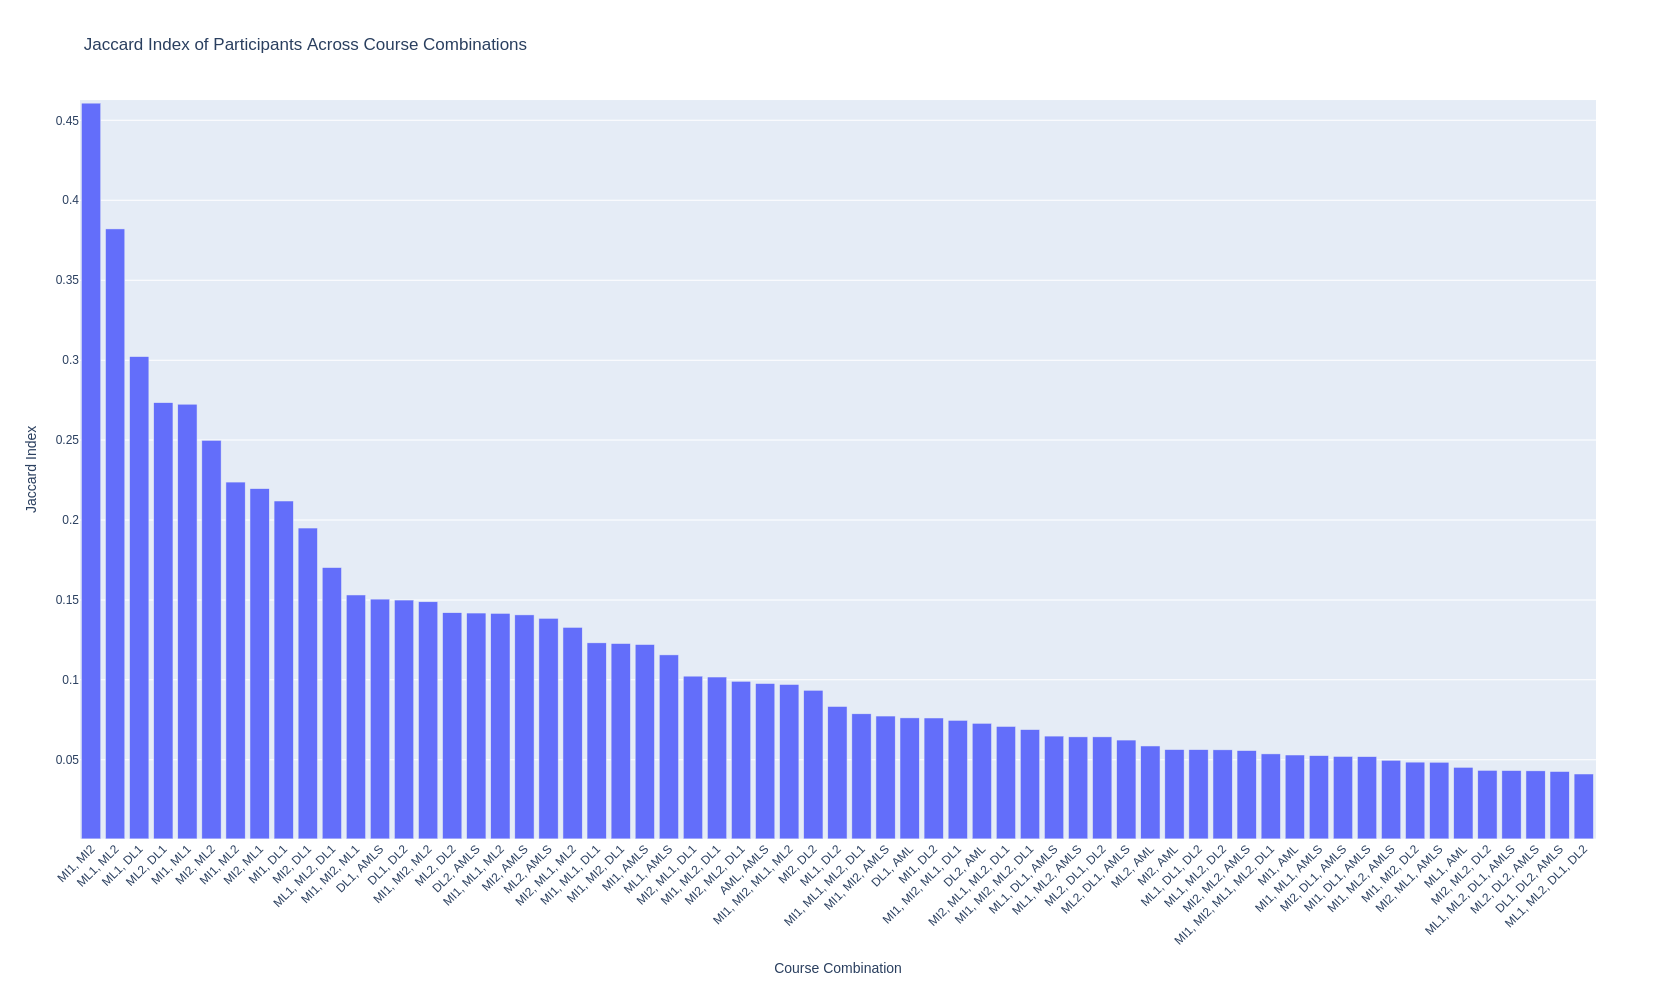 Jaccard Index of Participants Across Course Combinations
0.45
0.4
0.35
0.3
0.25
0.2
0.15
0.1
0.05
Jaccard Index
MI1, MI2
ML1, ML2
ML1, DL1
ML2, DL1
MI1, ML1
MI2, ML2
MI1, ML2
MI2, ML1
MI1, DL1
MI2, DL1
ML1, ML2, DL1
MI1, MI2, ML1
DL1, AMLS
DL1, DL2
MI1, MI2, ML2
ML2, DL2
DL2, AMLS
MI1, ML1, ML2
MI2, AMLS
ML2, AMLS
MI2, ML1, ML2
MI1, ML1, DL1
MI1, MI2, DL1
MI1, AMLS
ML1, AMLS
MI2, ML1, DL1
MI1, ML2, DL1
MI2, ML2, DL1
AML, AMLS
MI1, MI2, ML1, ML2
MI2, DL2
ML1, DL2
MI1, ML1, ML2, DL1
MI1, MI2, AMLS
DL1, AML
MI1, DL2
MI1, MI2, ML1, DL1
DL2, AML
MI2, ML1, ML2, DL1
MI1, MI2, ML2, DL1
ML1, DL1, AMLS
ML1, ML2, AMLS
ML2, DL1, DL2
ML2, DL1, AMLS
ML2, AML
MI2, AML
ML1, DL1, DL2
ML1, ML2, DL2
MI2, ML2, AMLS
MI1, MI2, ML1, ML2, DL1
MI1, AML
MI1, ML1, AMLS
MI2, DL1, AMLS
MI1, DL1, AMLS
MI1, ML2, AMLS
MI1, MI2, DL2
MI2, ML1, AMLS
ML1, AML
MI2, ML2, DL2
ML1, ML2, DL1, AMLS
ML2, DL2, AMLS
DL1, DL2, AMLS
ML1, ML2, DL1, DL2
Course Combination